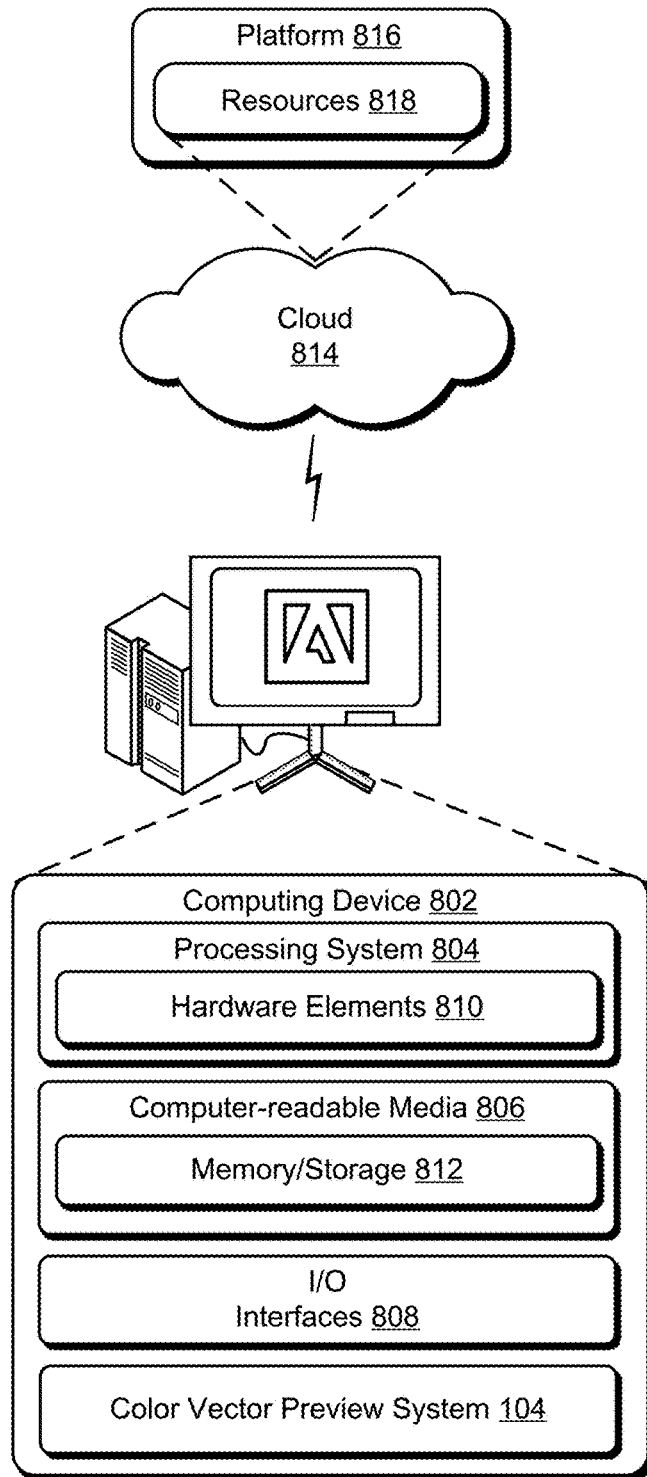 Platform 816
Resources 818
Cloud
814
Computing Device 802
Processing System 804
Hardware Elements 810
Computer-readable Media 806
Memory/Storage 812
I/O
Interfaces 808
Color Vector Preview System 104